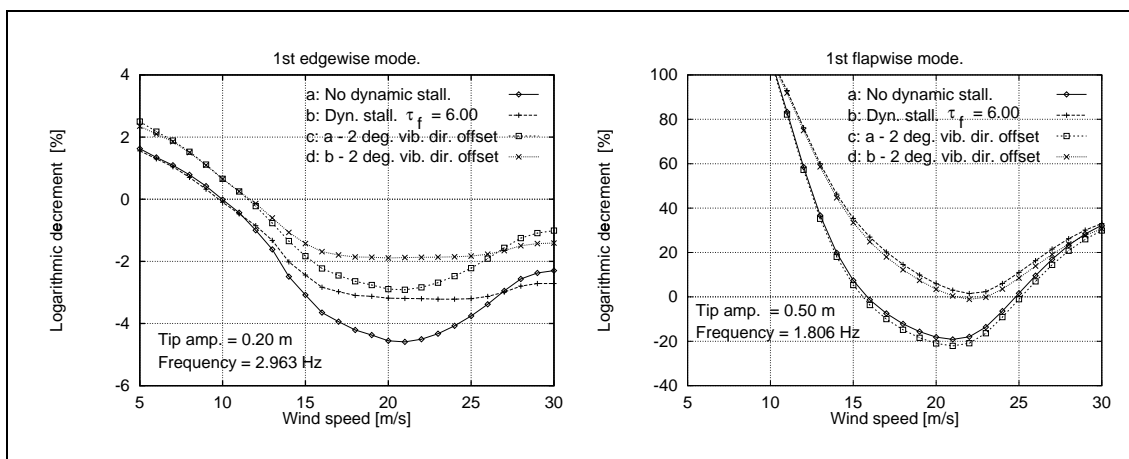 1st edgewise mode.
4
2
0
-2
-4
-6
Logarithmic decrement [%]
a: No dynamic stall.
b: Dyn. stall. τf = 6.00
c: a - 2 deg. vib. dir. offset
d: b - 2 deg. vib. dir. offset
Tip amp. = 0.20 m
Frequency = 2.963 Hz
5 10 15 20 25 30
Wind speed [m/s]
1st flapwise mode.
100
80
60
40
20
0
-20
-40
Logarithmic decrement [%]
a: No dynamic stall.
b: Dyn. stall. τf = 6.00
c: a - 2 deg. vib. dir. offset
d: b - 2 deg. vib. dir. offset
Tip amp. = 0.50 m
Frequency = 1.806 Hz
5 10 15 20 25 30
Wind speed [m/s]